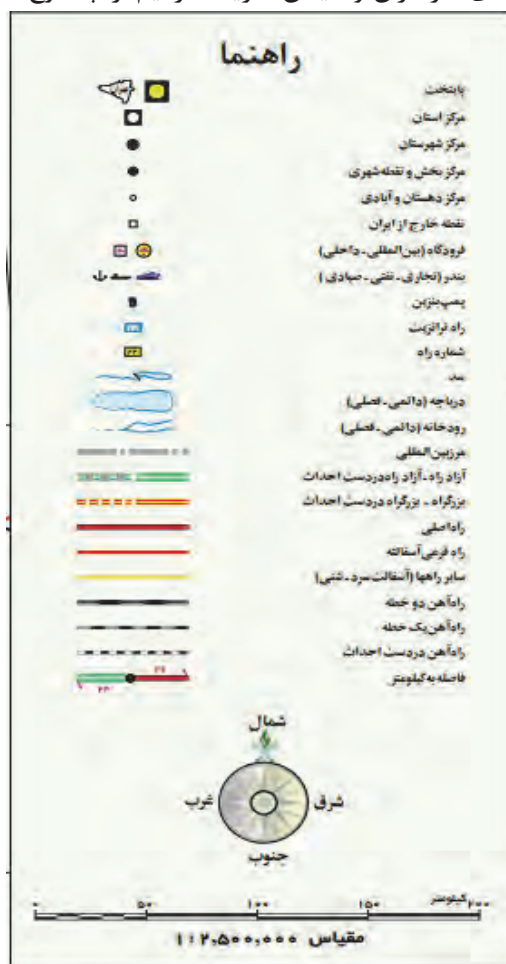 راهنما
پایتخت
مرکز استان
مرکز شهرستان
مرکز بخش و نقطه شهری
مرکز دهستان و آبادی
نقطه خارج از ایران
فرودگاه (بین‌المللی - داخلی)
بندر (تجاری - نفتی - صیادی)
پمپ بنزین
راه ترانزیت
شماره راه
سد
دریاچه (دائمی - فصلی)
رودخانه (دائمی - فصلی)
مرز بین‌المللی
آزاد راه - آزاد راه در دست احداث
بزرگراه - بزرگراه در دست احداث
راه اصلی
راه فرعی آسفالته
سایر راهها (آسفالت سرد - شنی)
راه‌آهن دو خطه
راه‌آهن یک خطه
راه‌آهن در دست احداث
فاصله به کیلومتر
شمال
غرب شرق
جنوب
۰ ۵۰ ۱۰۰ ۱۵۰ کیلومتر ۲۰۰
مقیاس ۱:۲,۵۰۰,۰۰۰